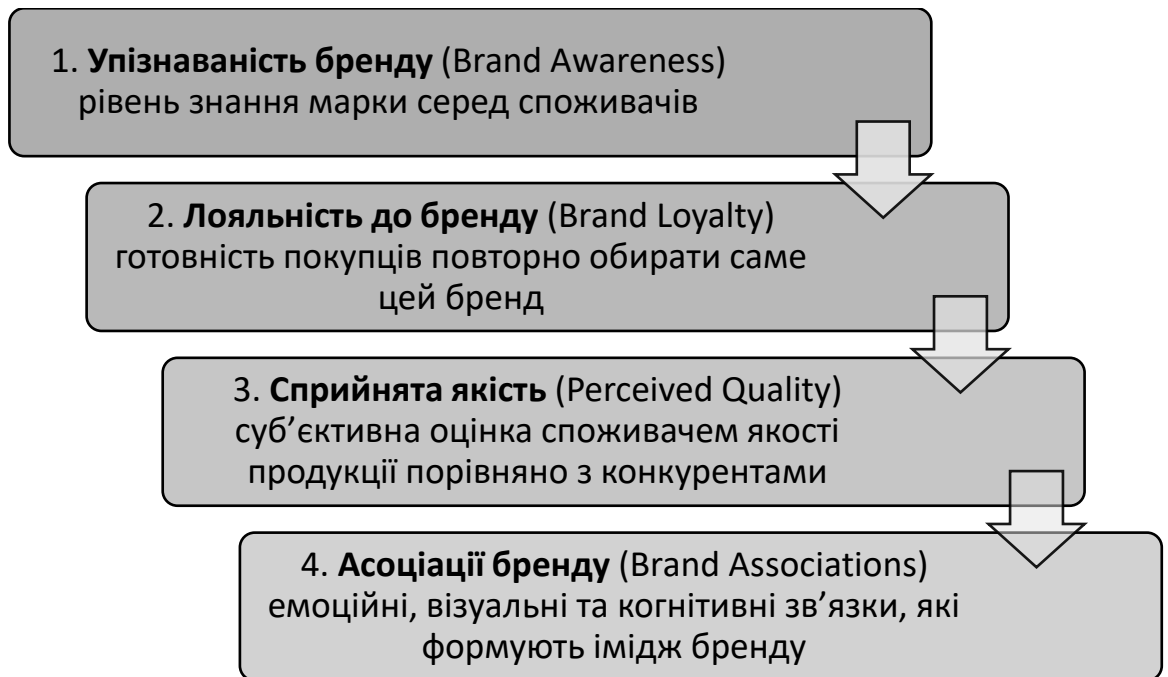 1. Упізнаваність бренду (Brand Awareness)
рівень знання марки серед споживачів
2. Лояльність до бренду (Brand Loyalty)
готовність покупців повторно обирати саме
цей бренд
3. Сприйнята якість (Perceived Quality)
суб’єктивна оцінка споживачем якості
продукції порівняно з конкурентами
4. Асоціації бренду (Brand Associations)
емоційні, візуальні та когнітивні зв’язки, які
формують імідж бренду